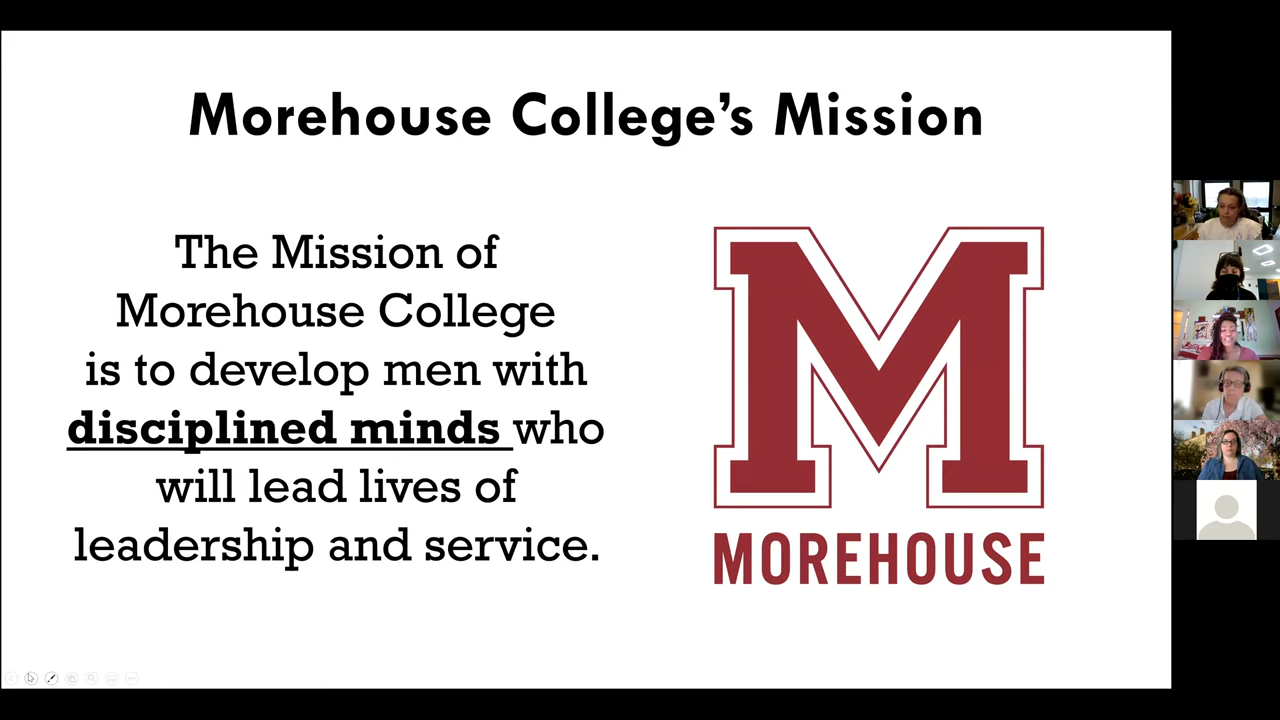 Morehouse College’s Mission
The Mission of
Morehouse College
is to develop men with
disciplined minds who
will lead lives of
leadership and service.
MOREHOUSE